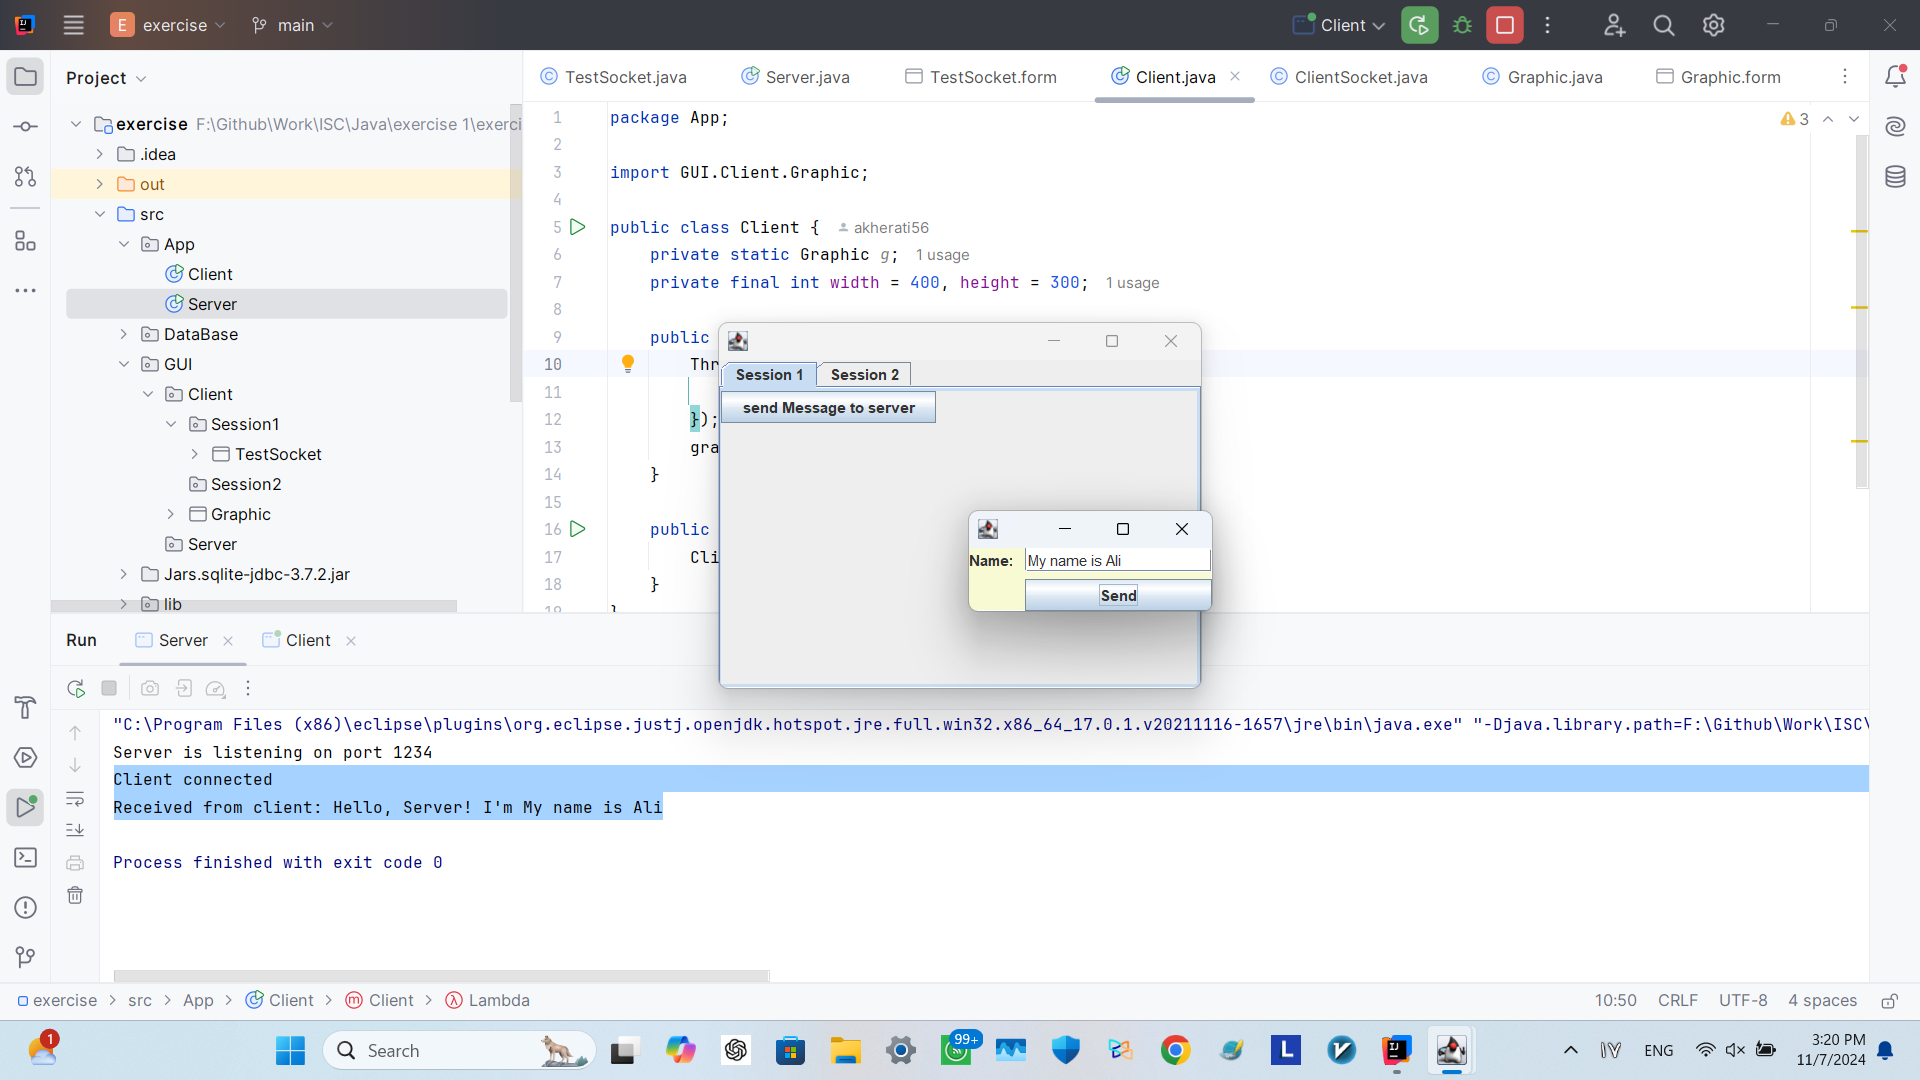 E exercise main Client
Project
exercise F:\Github\Work\ISC\Java\exercise 1\exerci
.idea
out
src
App
Client
Server
DataBase
GUI
Client
Session1
TestSocket
Session2
Graphic
Server
Jars.sqlite-jdbc-3.7.2.jar
lib
TestSocket.java Server.java TestSocket.form Client.java ClientSocket.java Graphic.java Graphic.form
3
1 package App;
2
3 import GUI.Client.Graphic;
4
5 public class Client { akherati56
6 private static Graphic g; 1 usage
7 private final int width = 400, height = 300; 1 usage
8
9 public
10 Thr
11
12 });
13 gra
14 }
15
16 public
17 Cli
18 }
19 }
Session 1 Session 2
send Message to server
Name: My name is Ali
Send
Run Server Client
"C:\Program Files (x86)\eclipse\plugins\org.eclipse.justj.openjdk.hotspot.jre.full.win32.x86_64_17.0.1.v20211116-1657\jre\bin\java.exe" "-Djava.library.path=F:\Github\Work\ISC\
Server is listening on port 1234
Client connected
Received from client: Hello, Server! I'm My name is Ali
Process finished with exit code 0
exercise > src > App > Client > Client > Lambda
10:50 CRLF UTF-8 4 spaces
1
Search
99+
L
ENG
3:20 PM
11/7/2024